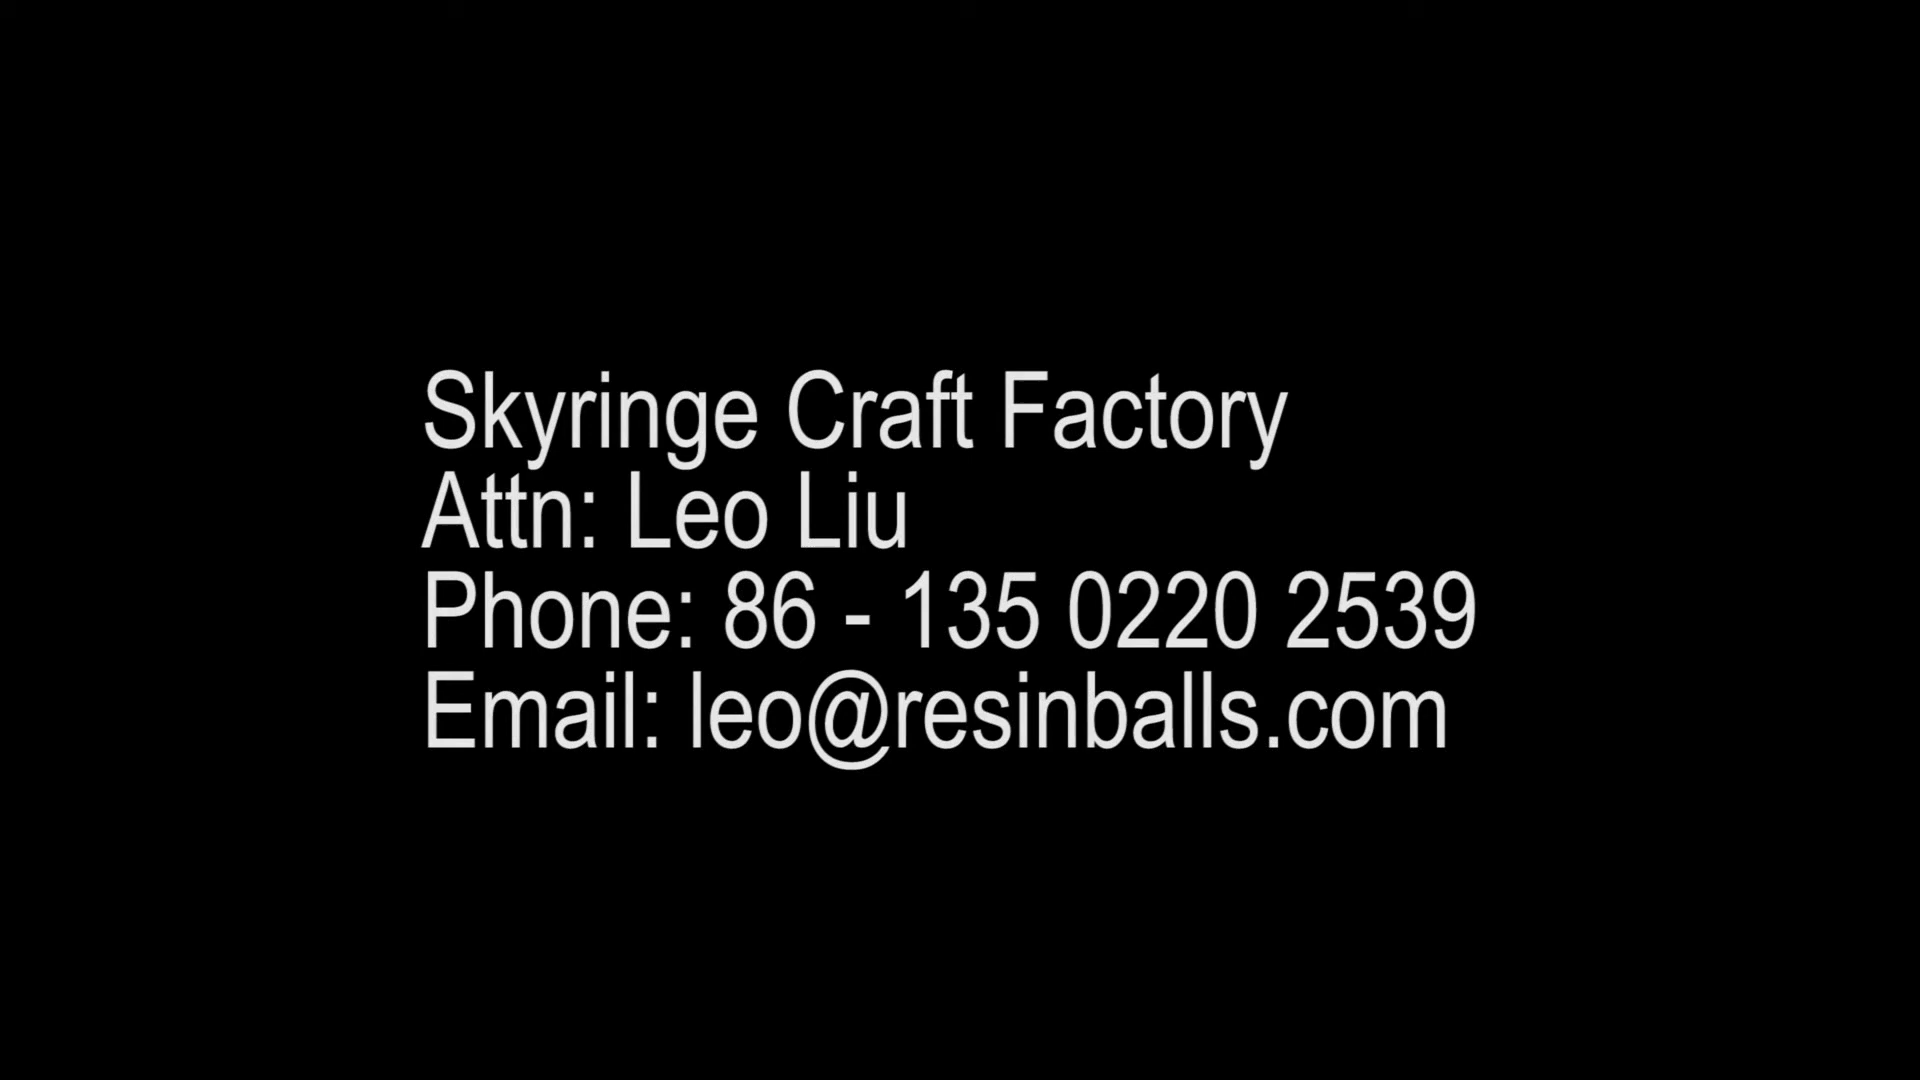 Skyringe Craft Factory
Attn: Leo Liu
Phone: 86 - 135 0220 2539
Email: leo@resinballs.com